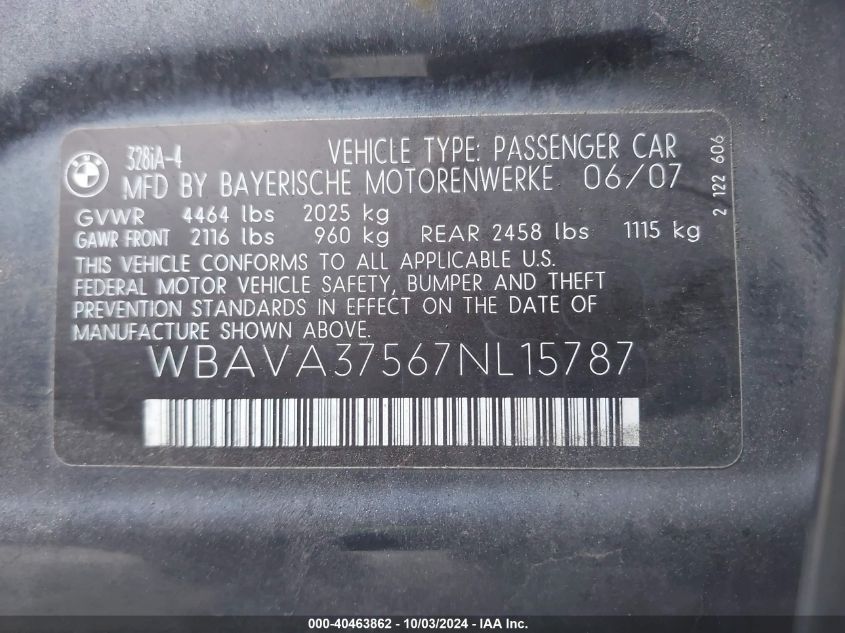 328iA-4
VEHICLE TYPE: PASSENGER CAR
MFD BY BAYERISCHE MOTORENWERKE 06/07
GVWR 4464 lbs 2025 kg
GAWR FRONT 2116 lbs 960 kg REAR 2458 lbs 1115 kg
THIS VEHICLE CONFORMS TO ALL APPLICABLE U.S.
FEDERAL MOTOR VEHICLE SAFETY, BUMPER AND THEFT
PREVENTION STANDARDS IN EFFECT ON THE DATE OF
MANUFACTURE SHOWN ABOVE.
WBAVA37567NL15787
2 122 606
000-40463862 - 10/03/2024 - IAA Inc.